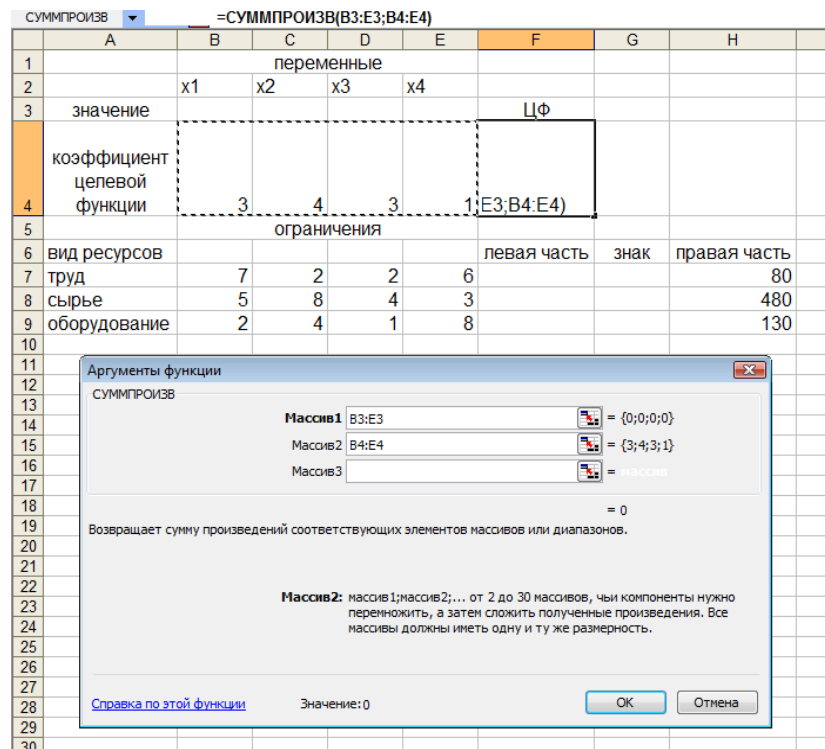 СУММПРОИЗВ =СУММПРОИЗВ(B3:E3;B4:E4)
A B C D E F G H
1 переменные
2 x1 x2 x3 x4
3 значение ЦФ
коэффициент
целевой
4 функции 3 4 3 1 E3;B4:E4)
5 ограничения
6 вид ресурсов левая часть знак правая часть
7 труд 7 2 2 6 80
8 сырье 5 8 4 3 480
9 оборудование 2 4 1 8 130
10
11 Аргументы функции
12 СУММПРОИЗВ
13
14 Массив1 B3:E3 = {0;0;0;0}
15 Массив2 B4:E4 = {3;4;3;1}
16 Массив3 = массив
17
18 = 0
19 Возвращает сумму произведений соответствующих элементов массивов или диапазонов.
20
21
22 Массив2: массив1;массив2;... от 2 до 30 массивов, чьи компоненты нужно
23 перемножить, а затем сложить полученные произведения. Все
24 массивы должны иметь одну и ту же размерность.
25
26
27
28 Справка по этой функции Значение:0 ОК Отмена
29
30